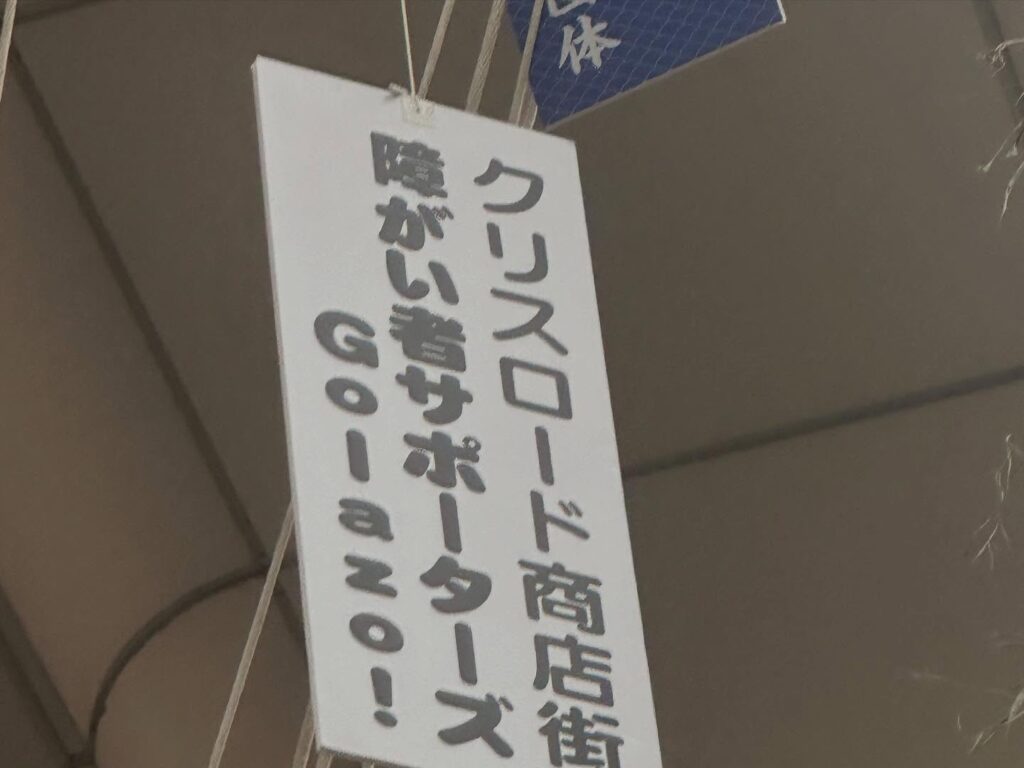 クリスロード商店街
障がい者サポーターズ
Golazo!
体